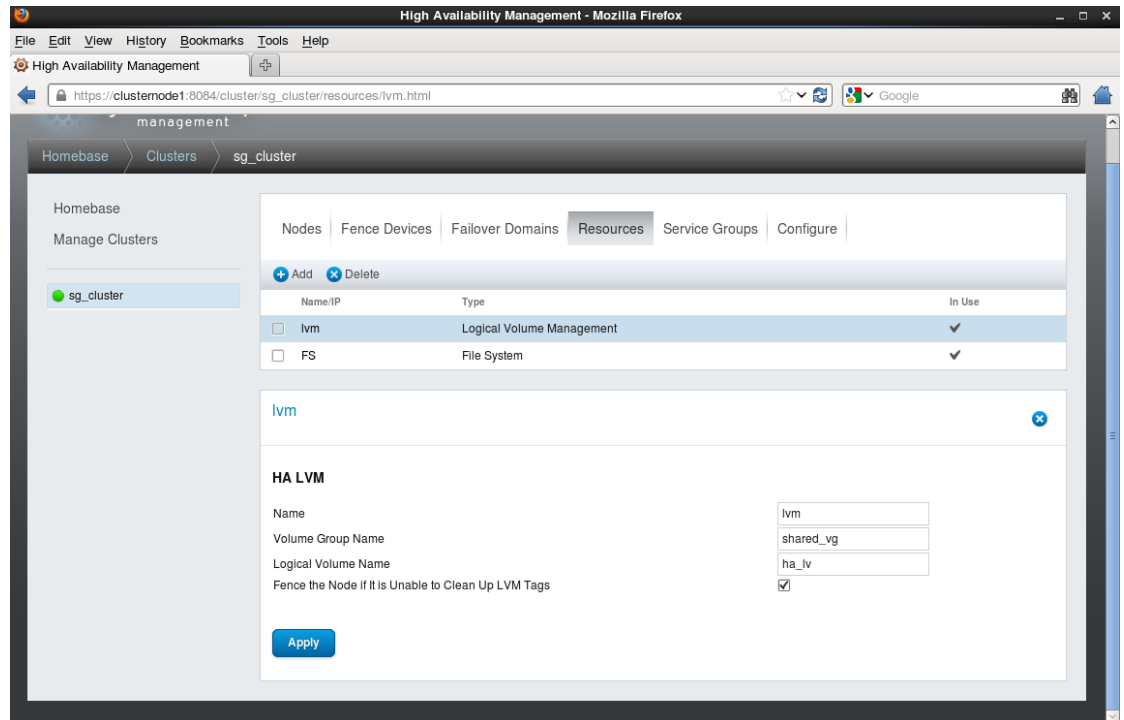 High Availability Management - Mozilla Firefox
File Edit View History Bookmarks Tools Help
High Availability Management
https://clusternode1:8084/cluster/sg_cluster/resources/lvm.html
Google
management
Homebase Clusters sg_cluster
Homebase
Manage Clusters
sg_cluster
Nodes Fence Devices Failover Domains Resources Service Groups Configure
Add Delete
Name/IP Type In Use
lvm Logical Volume Management
FS File System
lvm
HA LVM
Name lvm
Volume Group Name shared_vg
Logical Volume Name ha_lv
Fence the Node if It is Unable to Clean Up LVM Tags
Apply